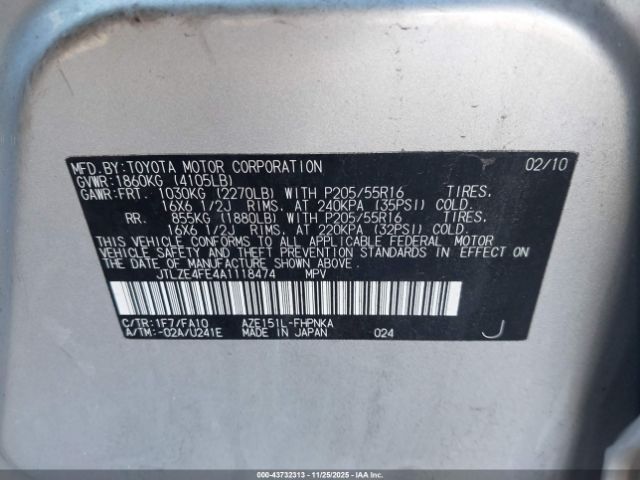 MFD.BY:TOYOTA MOTOR CORPORATION 02/10
GVWR:1860KG (4105LB)
GAWR:FRT. 1030KG (2270LB) WITH P205/55R16 TIRES.
16X6 1/2J RIMS. AT 240KPA (35PSI) COLD.
RR. 855KG (1880LB) WITH P205/55R16 TIRES.
16X6 1/2J RIMS. AT 220KPA (32PSI) COLD.
THIS VEHICLE CONFORMS TO ALL APPLICABLE FEDERAL MOTOR
VEHICLE SAFETY AND THEFT PREVENTION STANDARDS IN EFFECT
ON THE DATE OF MANUFACTURE SHOWN ABOVE.
JTLZE4FE4A1118474 MPV
C/TR:1F7/FA10 AZE151L-FHPNKA
A/TM:-02A/U241E MADE IN JAPAN 024 J
000-43732313 11/25/2025 Copyright IAA, LLC